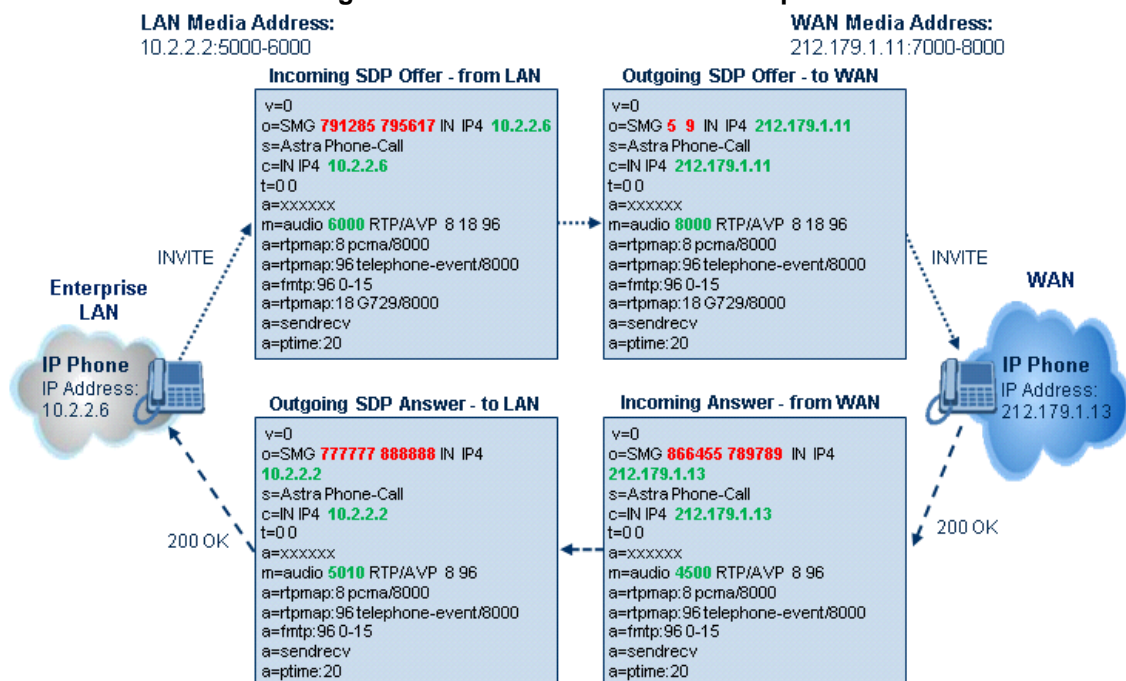 LAN Media Address:
10.2.2.2:5000-6000
WAN Media Address:
212.179.1.11:7000-8000
Incoming SDP Offer - from LAN
v=0
o=SMG 791285 795617 IN IP4 10.2.2.6
s=Astra Phone-Call
c=IN IP4 10.2.2.6
t=0 0
a=xxxxxx
m=audio 6000 RTP/AVP 8 18 96
a=rtpmap:8 pcma/8000
a=rtpmap:96 telephone-event/8000
a=fmtp:96 0-15
a=rtpmap:18 G729/8000
a=sendrecv
a=ptime:20
Outgoing SDP Offer - to WAN
v=0
o=SMG 5 9 IN IP4 212.179.1.11
s=Astra Phone-Call
c=IN IP4 212.179.1.11
t=0 0
a=xxxxxx
m=audio 8000 RTP/AVP 8 18 96
a=rtpmap:8 pcma/8000
a=rtpmap:96 telephone-event/8000
a=fmtp:96 0-15
a=rtpmap:18 G729/8000
a=sendrecv
a=ptime:20
INVITE
INVITE
Enterprise
LAN
IP Phone
IP Address:
10.2.2.6
WAN
IP Phone
IP Address:
212.179.1.13
Outgoing SDP Answer - to LAN
v=0
o=SMG 777777 888888 IN IP4
10.2.2.2
s=Astra Phone-Call
c=IN IP4 10.2.2.2
t=0 0
a=xxxxxx
m=audio 5010 RTP/AVP 8 96
a=rtpmap:8 pcma/8000
a=rtpmap:96 telephone-event/8000
a=fmtp:96 0-15
a=sendrecv
a=ptime:20
Incoming Answer - from WAN
v=0
o=SMG 866455 789789 IN IP4
212.179.1.13
s=Astra Phone-Call
c=IN IP4 212.179.1.13
t=0 0
a=xxxxxx
m=audio 4500 RTP/AVP 8 96
a=rtpmap:8 pcma/8000
a=rtpmap:96 telephone-event/8000
a=fmtp:96 0-15
a=sendrecv
a=ptime:20
200 OK
200 OK